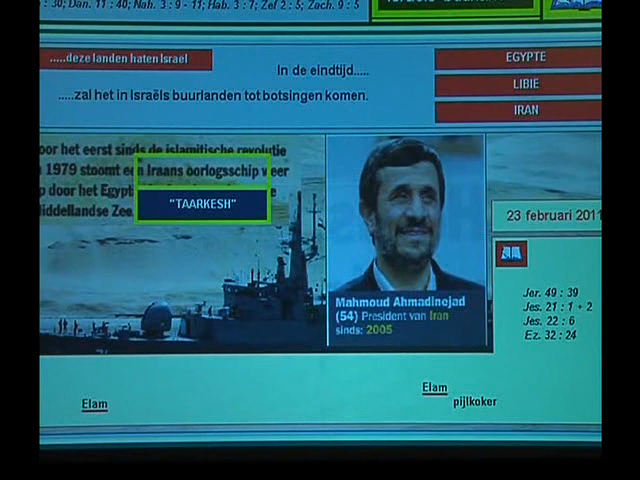 : 30; Dan. 11 : 40; Nah. 3 : 9 - 11; Hab. 3 : 7; Zef 2 : 5; Zach. 9 : 5
.....deze landen haten Israël
In de eindtijd.....
.....zal het in Israëls buurlanden tot botsingen komen.
EGYPTE
LIBIE
IRAN
oor het eerst sinds de islamitische revolutie
1979 stoomt een Iraans oorlogsschip weer
door het Egypt
iddellandse Zee
"TAARKESH"
Mahmoud Ahmadinejad
(54) President van Iran
sinds: 2005
23 februari 2011
Jer. 49 : 39
Jes. 21 : 1 + 2
Jes. 22 : 6
Ez. 32 : 24
Elam
Elam
pijlkoker